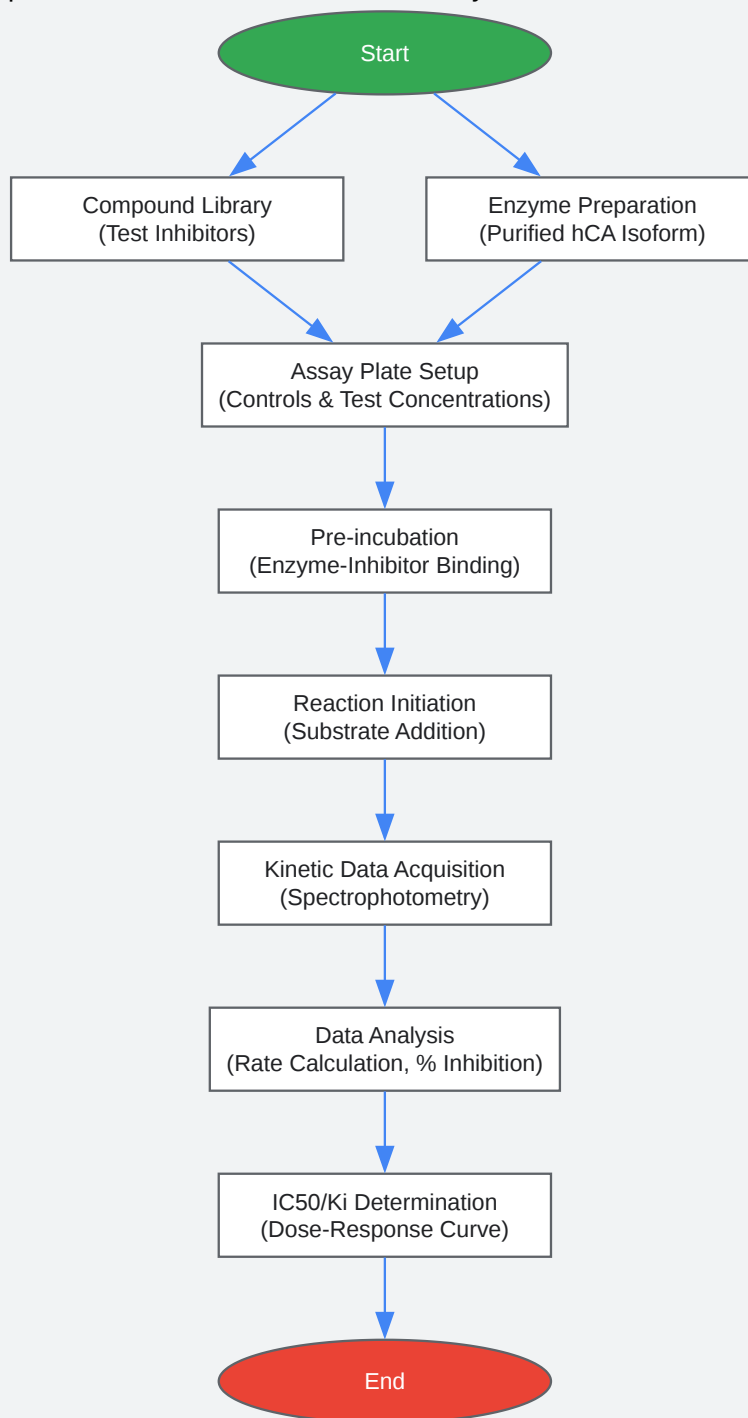 Start
Compound Library
(Test Inhibitors)
Enzyme Preparation
(Purified hCA Isoform)
Assay Plate Setup
(Controls & Test Concentrations)
Pre-incubation
(Enzyme-Inhibitor Binding)
Reaction Initiation
(Substrate Addition)
Kinetic Data Acquisition
(Spectrophotometry)
Data Analysis
(Rate Calculation, % Inhibition)
IC50/Ki Determination
(Dose-Response Curve)
End